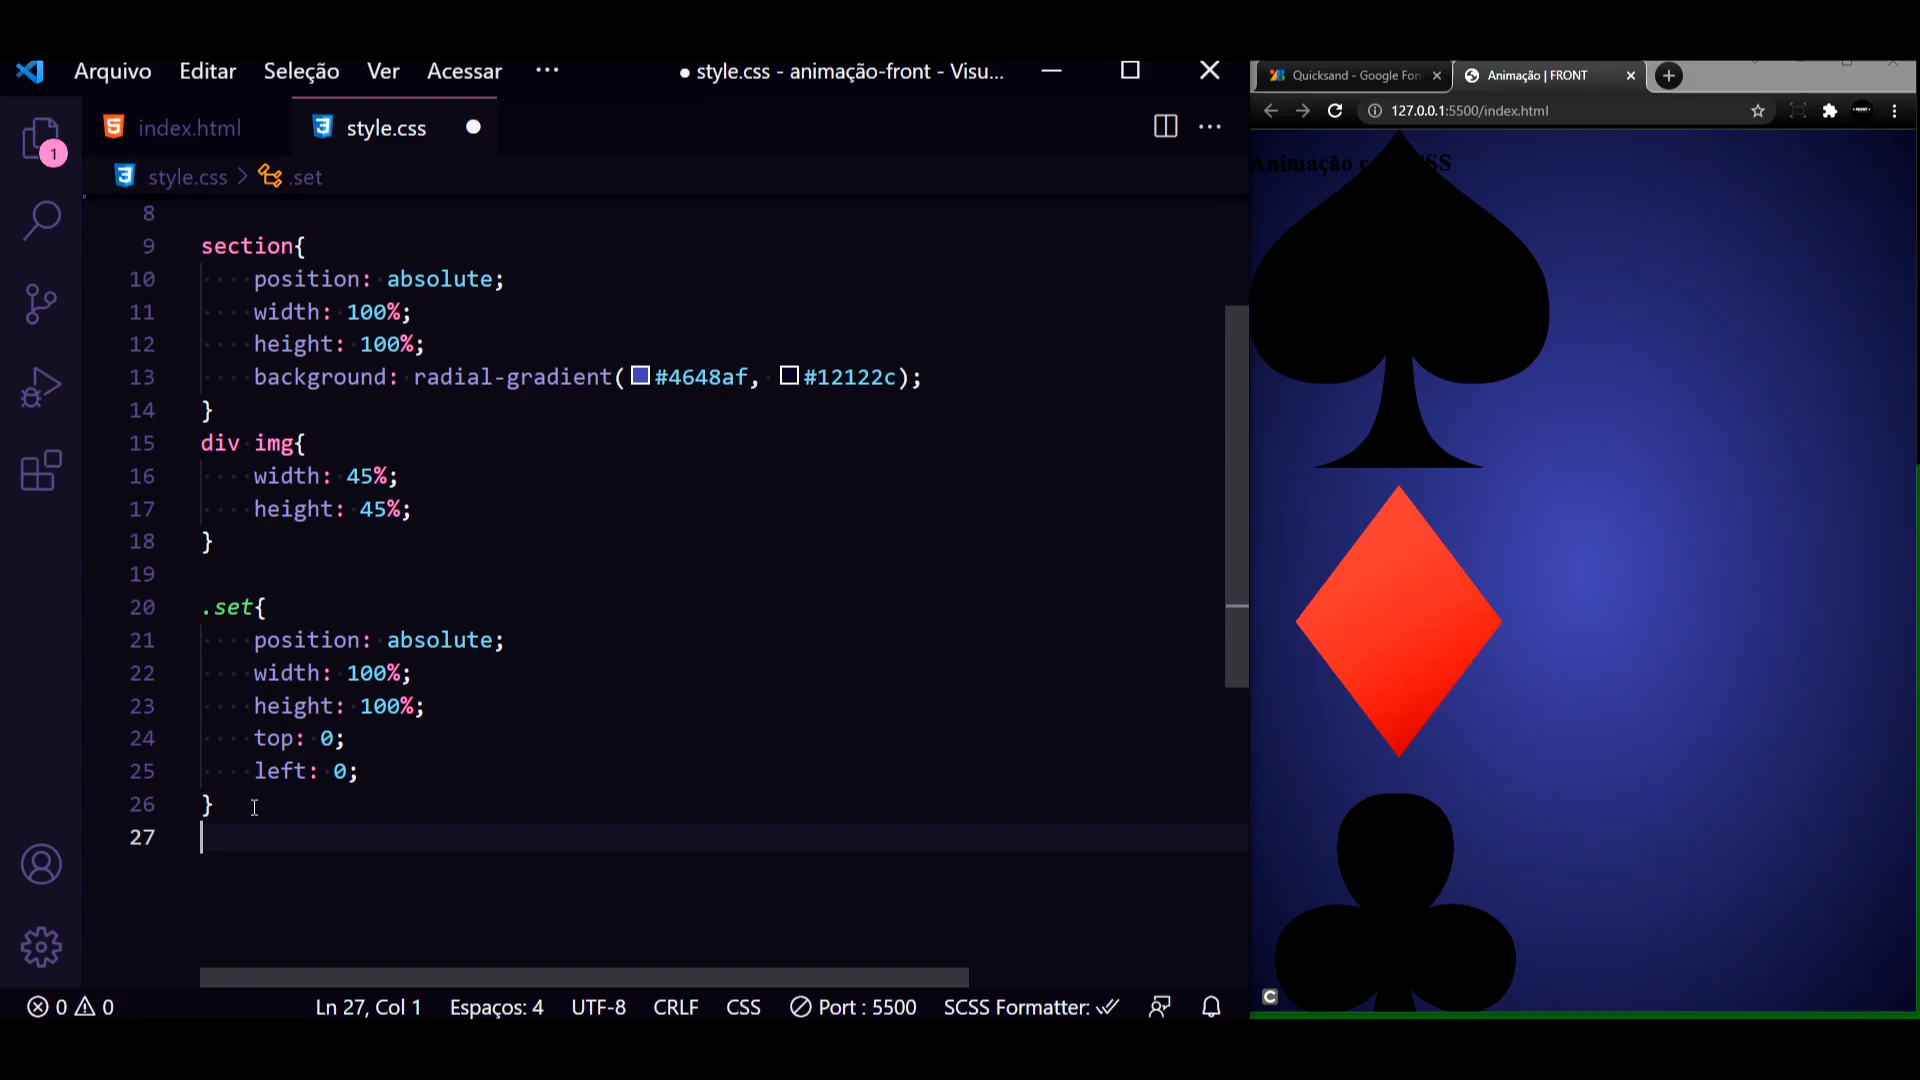 Arquivo Editar Seleção Ver Acessar ··· ● style.css - animação-front - Visu...
index.html style.css
1
style.css > .set
8
9 section{
10 position: absolute;
11 width: 100%;
12 height: 100%;
13 background: radial-gradient(#4648af, #12122c);
14 }
15 div img{
16 width: 45%;
17 height: 45%;
18 }
19
20 .set{
21 position: absolute;
22 width: 100%;
23 height: 100%;
24 top: 0;
25 left: 0;
26 }
27
0 0 Ln 27, Col 1 Espaços: 4 UTF-8 CRLF CSS Port : 5500 SCSS Formatter:
Quicksand - Google Fon Animação | FRONT
127.0.0.1:5500/index.html
Animação
C